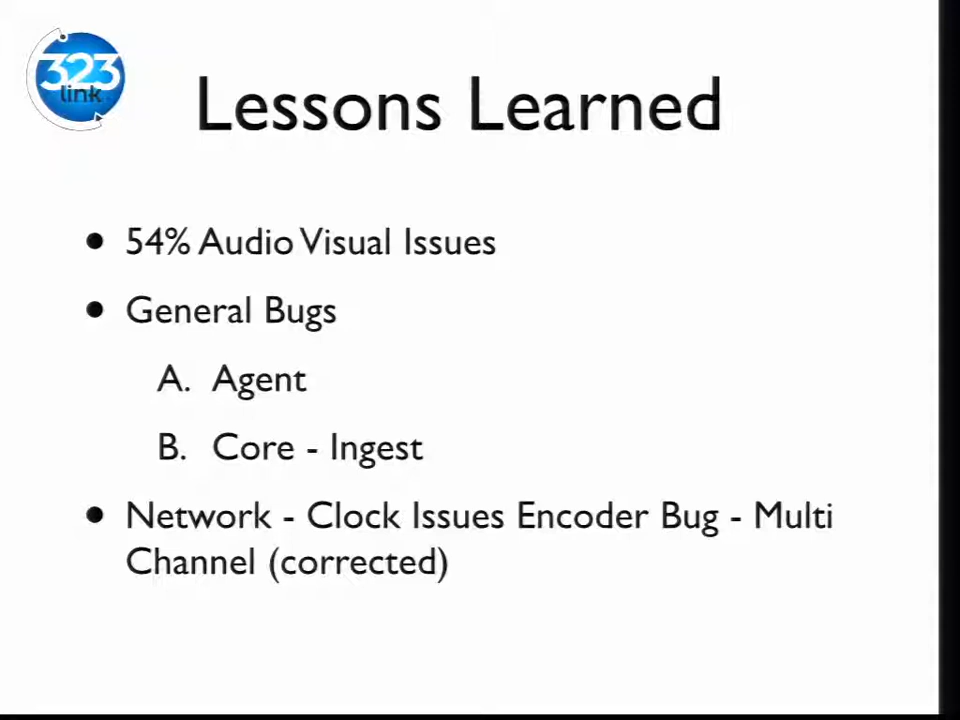 323
link
Lessons Learned
• 54% Audio Visual Issues
• General Bugs
A. Agent
B. Core - Ingest
• Network - Clock Issues Encoder Bug - Multi
Channel (corrected)